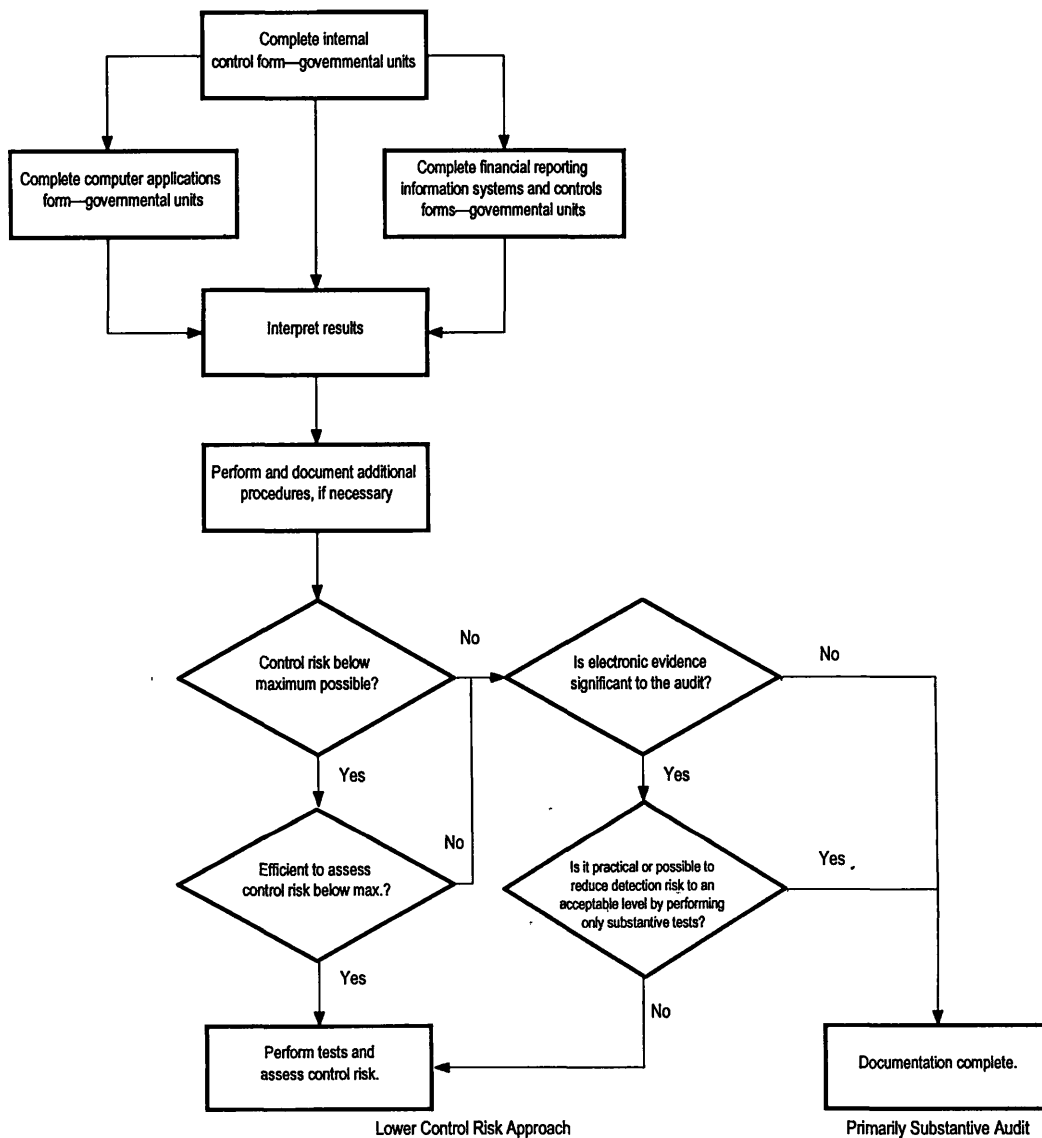 Complete internal
control form—governmental units
Complete computer applications
form—governmental units
Complete financial reporting
information systems and controls
forms—governmental units
Interpret results
Perform and document additional
procedures, if necessary
Control risk below
maximum possible?
No
Is electronic evidence
significant to the audit?
No
Yes
Yes
Efficient to assess
control risk below max.?
No
Is it practical or possible to
reduce detection risk to an
acceptable level by performing
only substantive tests?
Yes
Yes
No
Perform tests and
assess control risk.
Documentation complete.
Lower Control Risk Approach
Primarily Substantive Audit